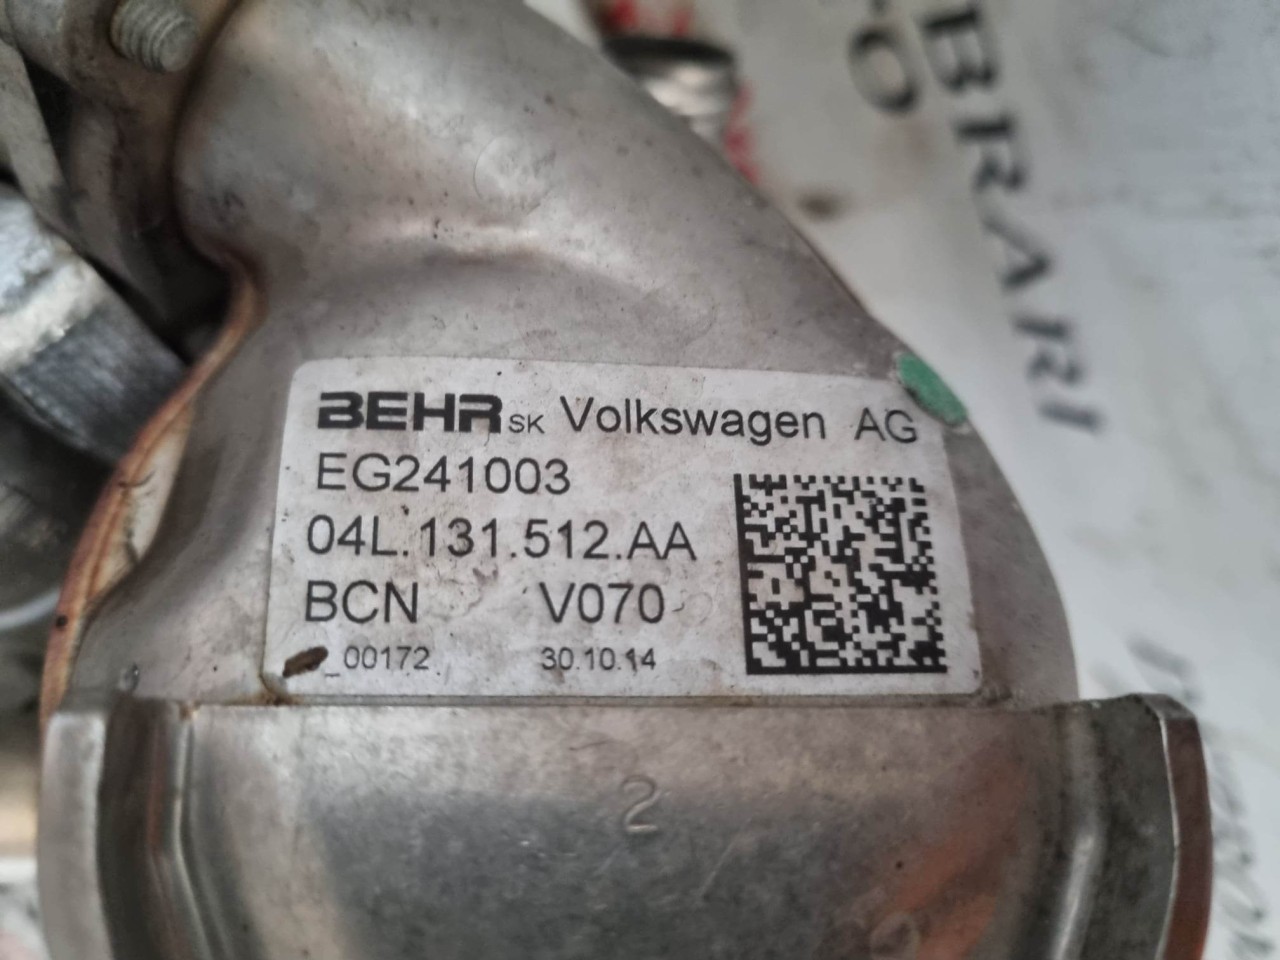 BEHR SK Volkswagen AG
EG241003
04L.131.512.AA
BCN V070
_00172 30.10.14
2